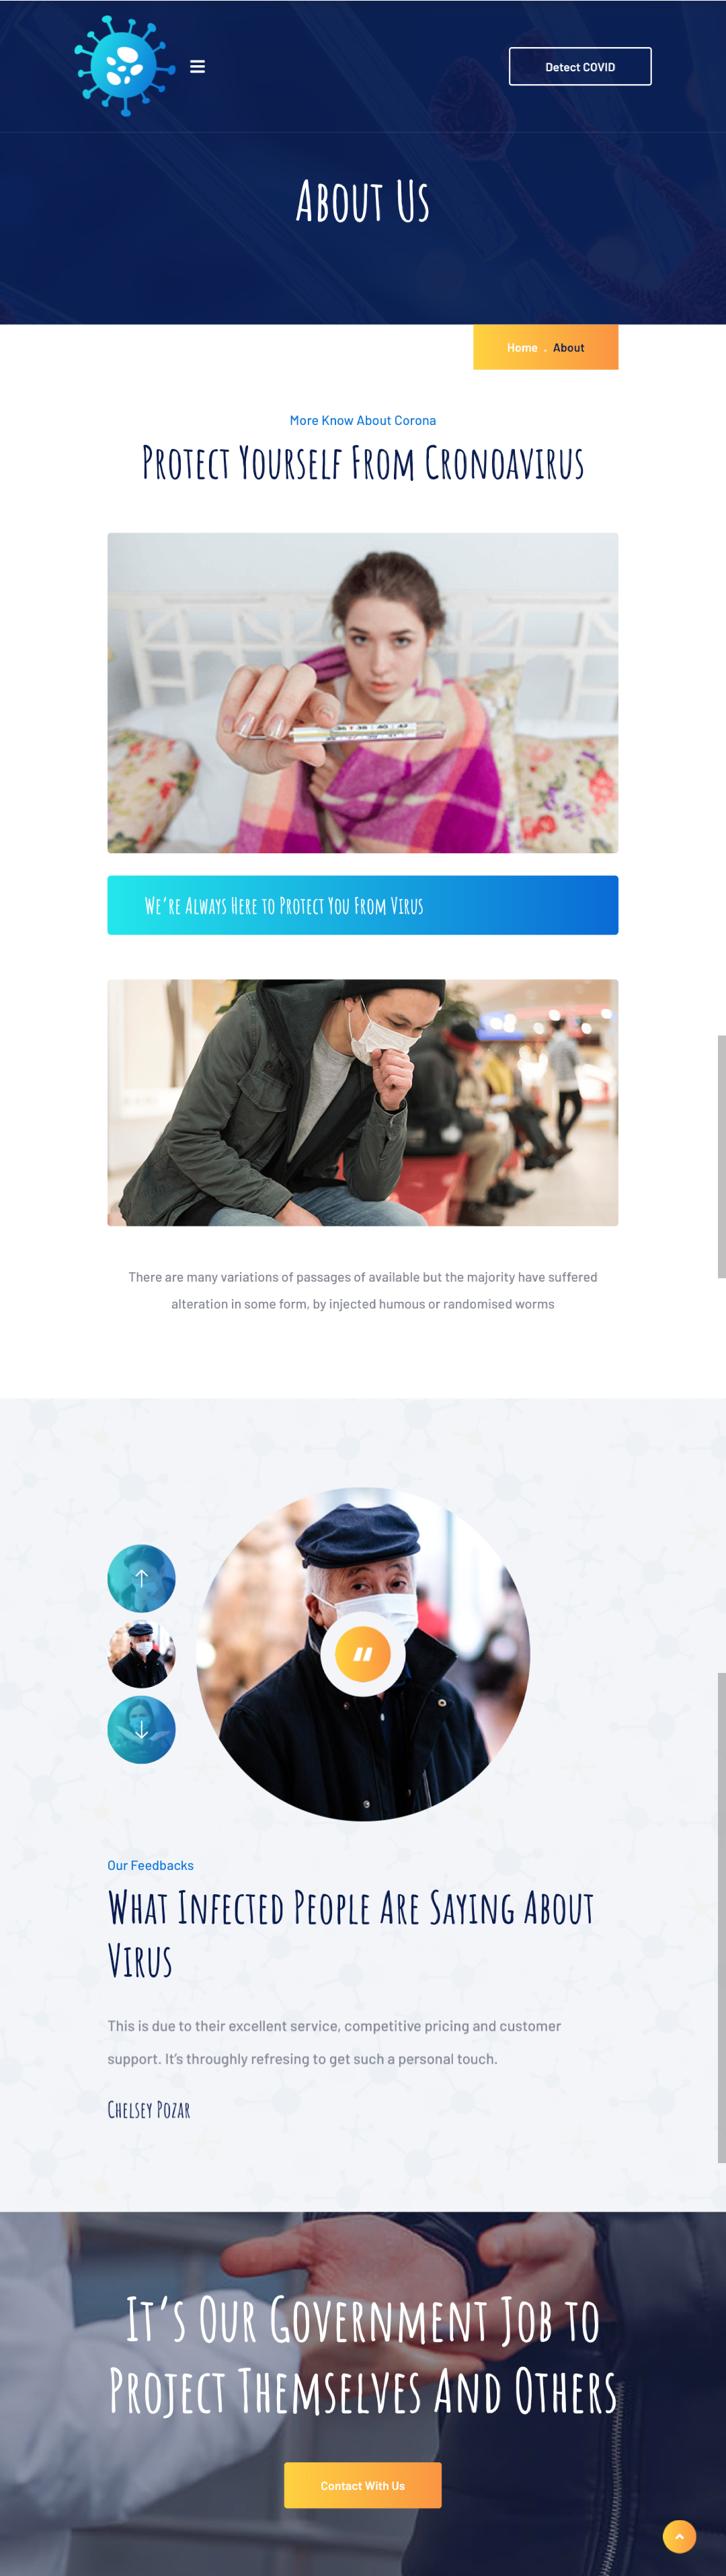 Detect COVID
About Us
Home . About
More Know About Corona
Protect Yourself From Cronoavirus
We're Always Here to Protect You From Virus
There are many variations of passages of available but the majority have suffered
alteration in some form, by injected humous or randomised worms
Our Feedbacks
What Infected People Are Saying About
Virus
This is due to their excellent service, competitive pricing and customer
support. It's throughly refresing to get such a personal touch.
Chelsey Pozar
It's Our Government Job to
Project Themselves And Others
Contact With Us